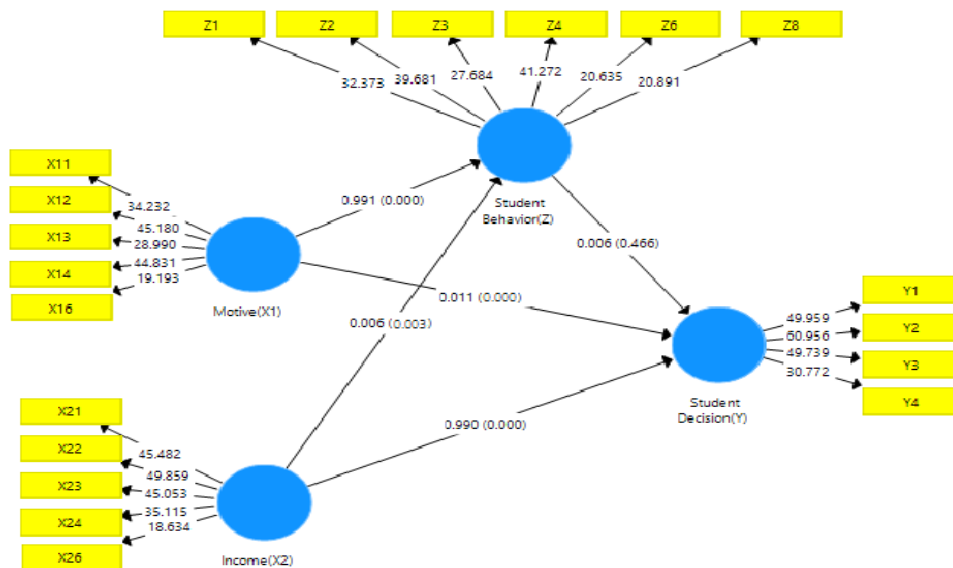 Z1
Z2
Z3
Z4
Z6
Z8
32.373
39.681
27.684
41.272
20.635
20.891
X11
X12
X13
X14
X16
34.232
45.180
28.990
44.831
19.193
Motive(X1)
0.991 (0.000)
Student
Behavior(Z)
0.006 (0.466)
0.011 (0.000)
0.006 (0.003)
Y1
Y2
Y3
Y4
49.959
60.956
49.739
30.772
Student
Decision(Y)
0.990 (0.000)
X21
X22
X23
X24
X26
45.482
49.859
45.053
35.115
18.634
Income(X2)